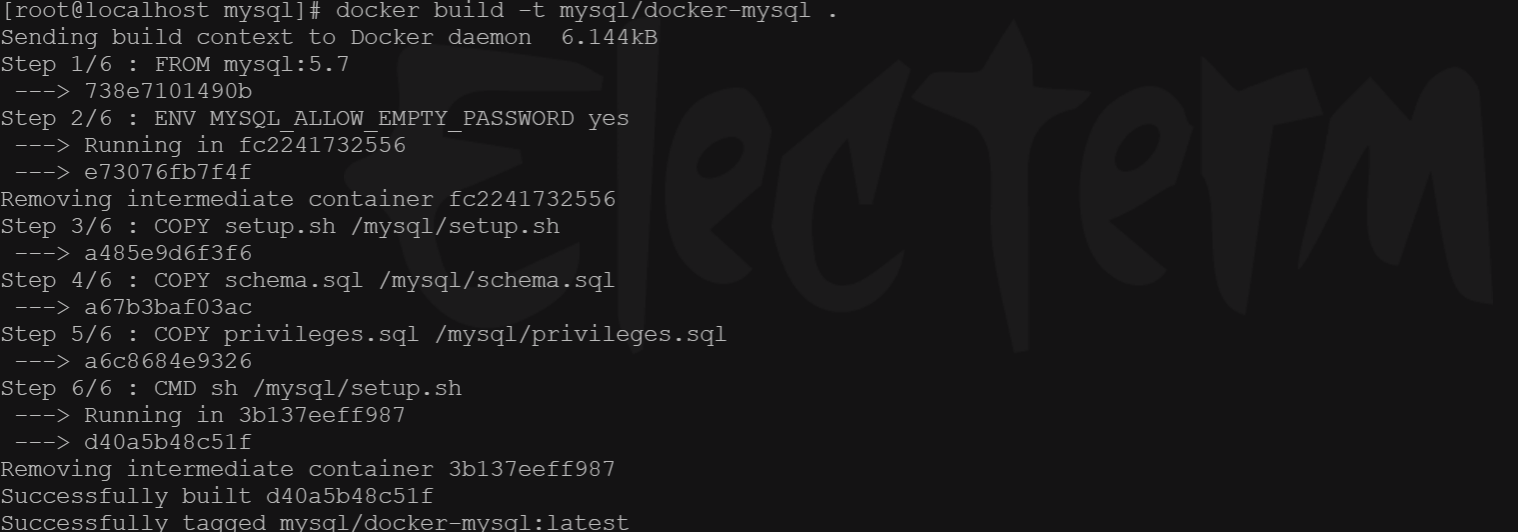 [root@localhost mysql]# docker build -t mysql/docker-mysql .
Sending build context to Docker daemon  6.144kB
Step 1/6 : FROM mysql:5.7
 ---> 738e7101490b
Step 2/6 : ENV MYSQL_ALLOW_EMPTY_PASSWORD yes
 ---> Running in fc2241732556
 ---> e73076fb7f4f
Removing intermediate container fc2241732556
Step 3/6 : COPY setup.sh /mysql/setup.sh
 ---> a485e9d6f3f6
Step 4/6 : COPY schema.sql /mysql/schema.sql
 ---> a67b3baf03ac
Step 5/6 : COPY privileges.sql /mysql/privileges.sql
 ---> a6c8684e9326
Step 6/6 : CMD sh /mysql/setup.sh
 ---> Running in 3b137eeff987
 ---> d40a5b48c51f
Removing intermediate container 3b137eeff987
Successfully built d40a5b48c51f
Successfully tagged mysql/docker-mysql:latest
Electerm